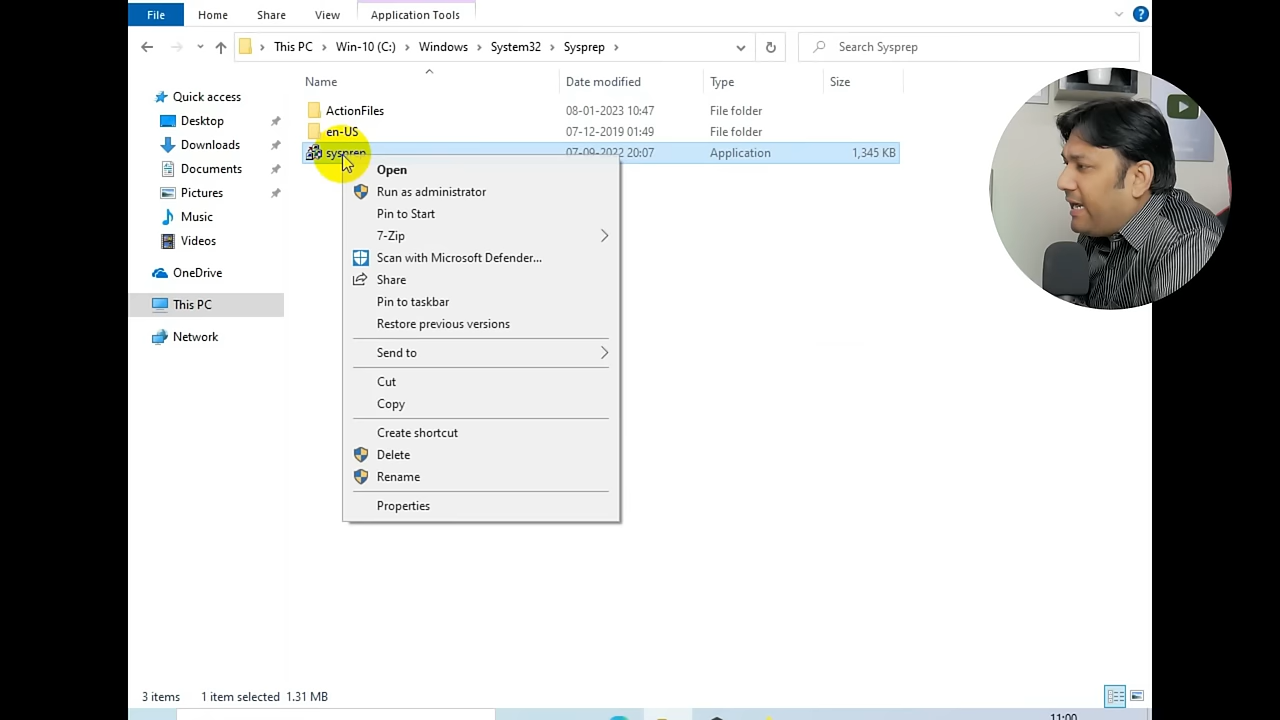 File Home Share View Application Tools
This PC Win-10 (C:) Windows System32 Sysprep Search Sysprep
Name Date modified Type Size
Quick access
Desktop
Downloads
Documents
Pictures
Music
Videos
OneDrive
This PC
Network
ActionFiles 08-01-2023 10:47 File folder
en-US 07-12-2019 01:49 File folder
sysprep 07-09-2022 20:07 Application 1,345 KB
Open
Run as administrator
Pin to Start
7-Zip
Scan with Microsoft Defender...
Share
Pin to taskbar
Restore previous versions
Send to
Cut
Copy
Create shortcut
Delete
Rename
Properties
3 items 1 item selected 1.31 MB
11:00